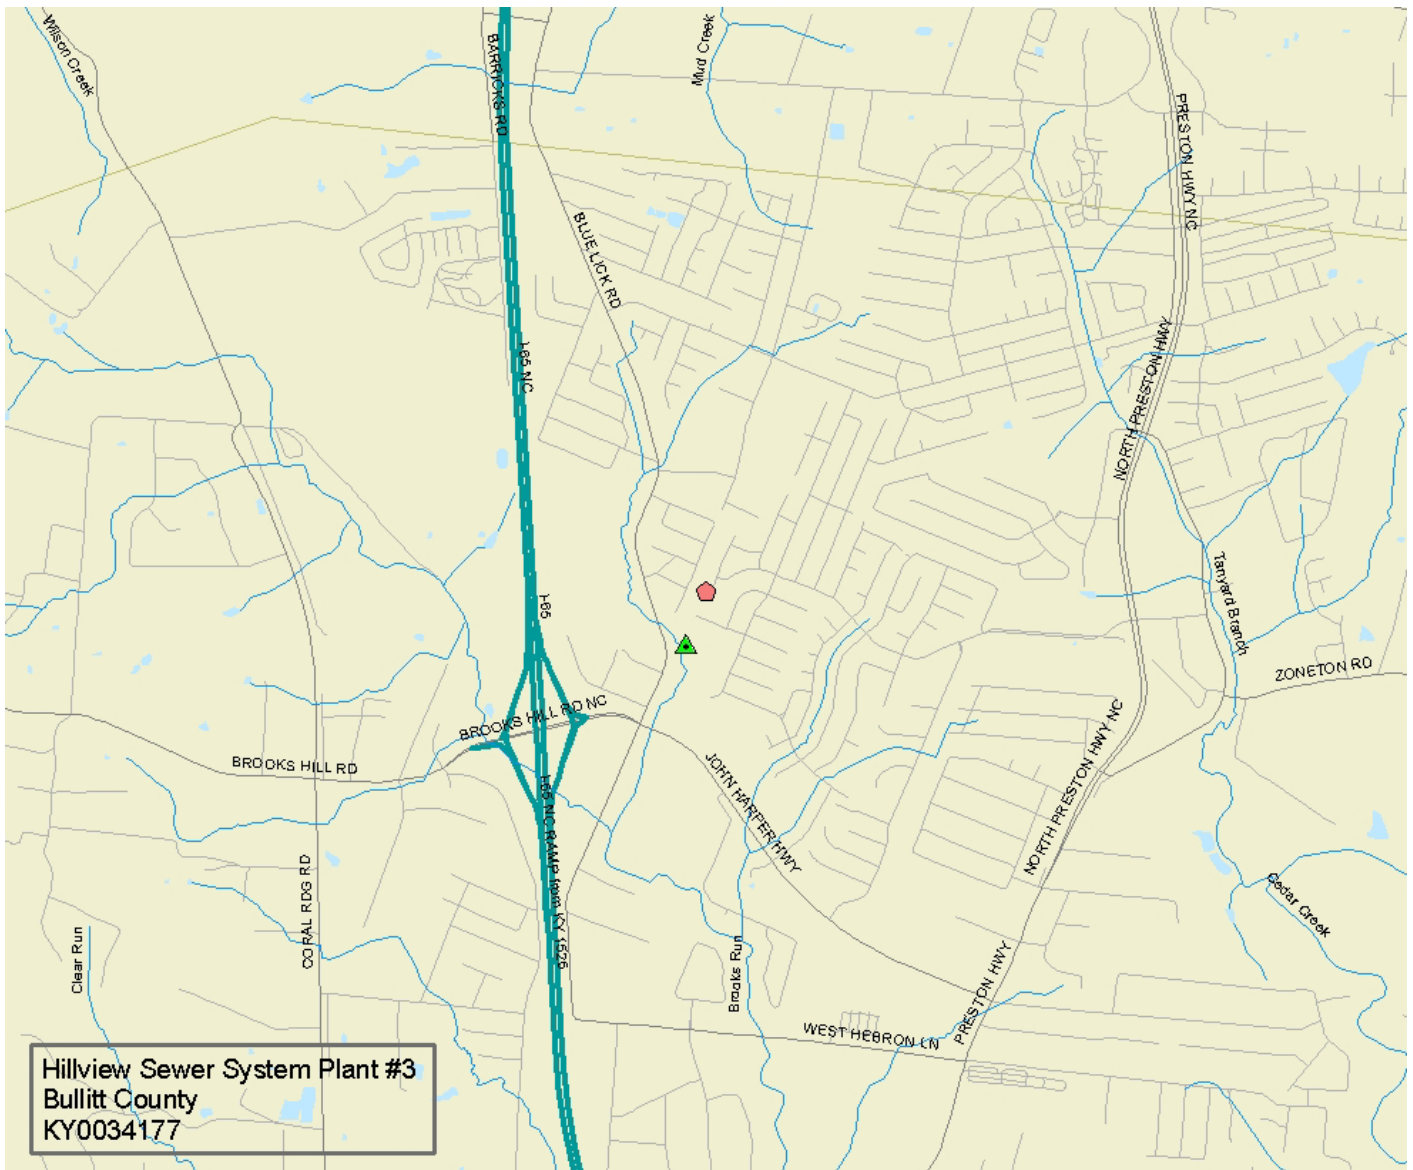 Wilson Creek
BARRICKS RD
Mud Creek
PRESTON HWY NC
BLUE LICK RD
I-65 NC
NORTH PRESTON HWY
I-65
Tanyard Branch
ZONETON RD
BROOKS HILL RD NC
BROOKS HILL RD
JOHN HARPER HWY
NORTH PRESTON HWY NC
I-65 NC RAMP from KY 1526
CORAL RDG RD
Cedar Creek
Clear Run
Brooks Run
PRESTON HWY
WEST HEBRON LN
Hillview Sewer System Plant #3
Bullitt County
KY0034177